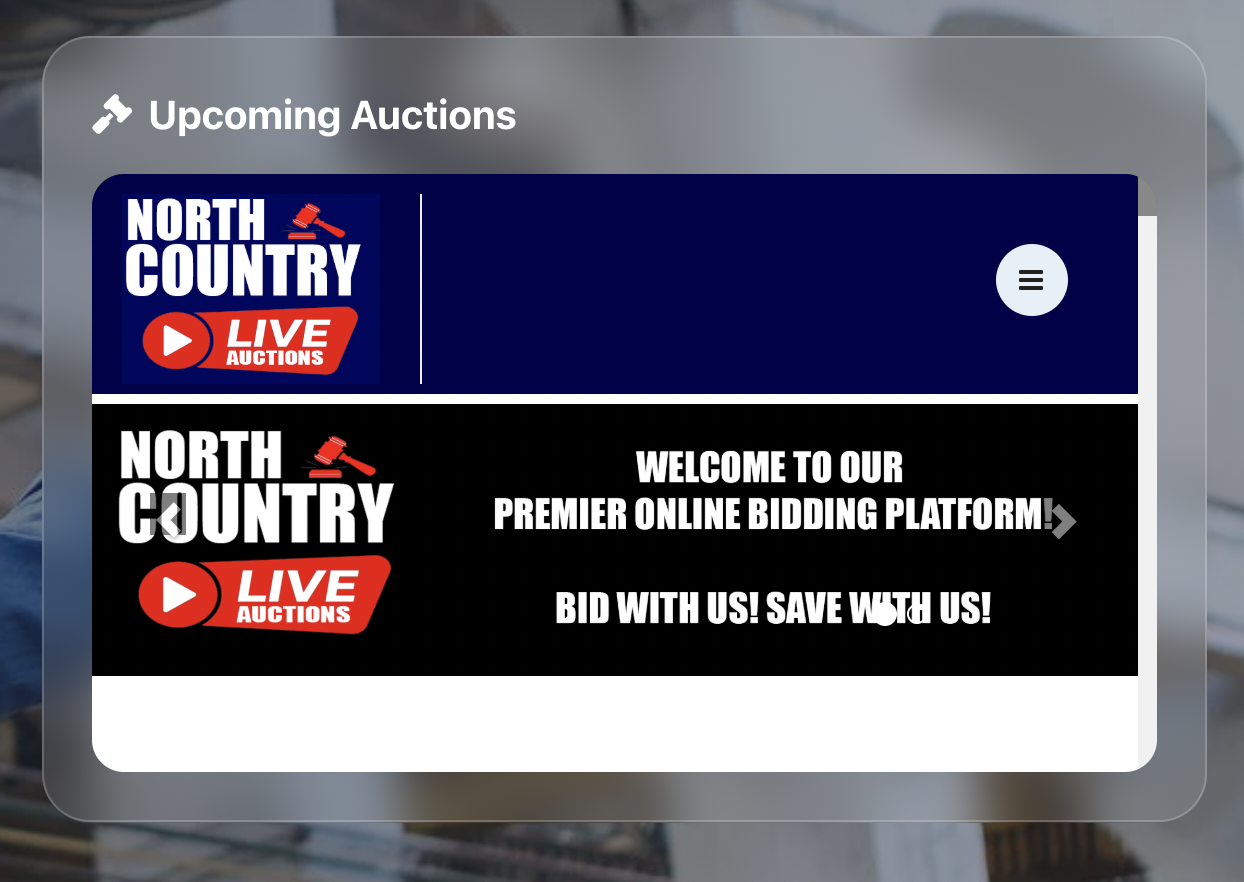 Upcoming Auctions
NORTH
COUNTRY
LIVE
AUCTIONS
NORTH
COUNTRY
LIVE
AUCTIONS
WELCOME TO OUR
PREMIER ONLINE BIDDING PLATFORM!
BID WITH US! SAVE WITH US!